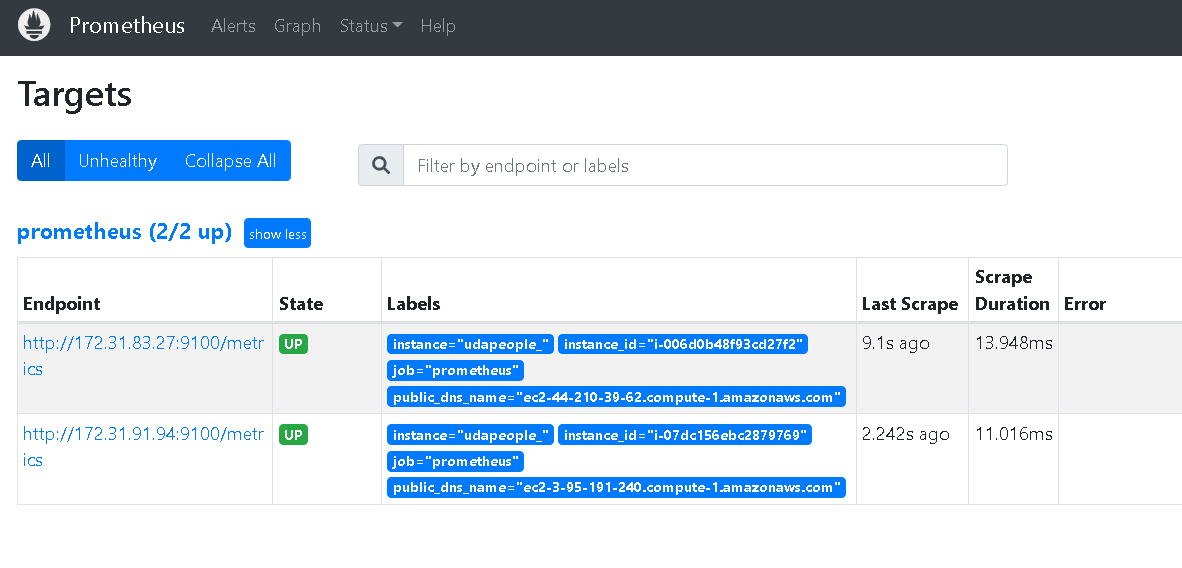 Prometheus Alerts Graph Status Help
Targets
All Unhealthy Collapse All
Filter by endpoint or labels
prometheus (2/2 up) show less
Endpoint State Labels Last Scrape Scrape Duration Error
http://172.31.83.27:9100/metr
ics
UP
instance="udapeople_" instance_id="i-006d0b48f93cd27f2"
job="prometheus"
public_dns_name="ec2-44-210-39-62.compute-1.amazonaws.com"
9.1s ago
13.948ms
http://172.31.91.94:9100/metr
ics
UP
instance="udapeople_" instance_id="i-07dc156ebc2879769"
job="prometheus"
public_dns_name="ec2-3-95-191-240.compute-1.amazonaws.com"
2.242s ago
11.016ms